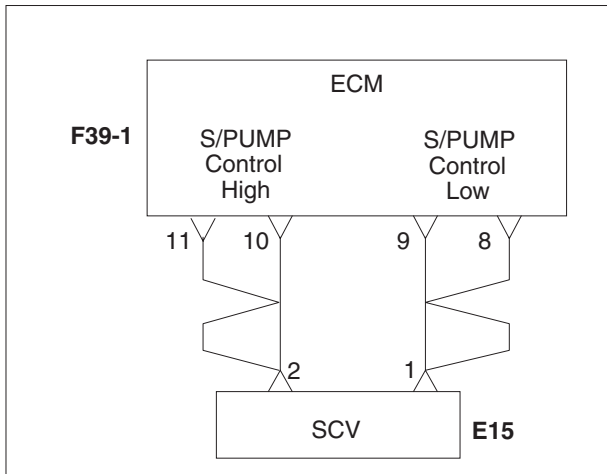 ECM
F39-1
S/PUMP
Control
High
S/PUMP
Control
Low
11
10
9
8
2
1
SCV
E15